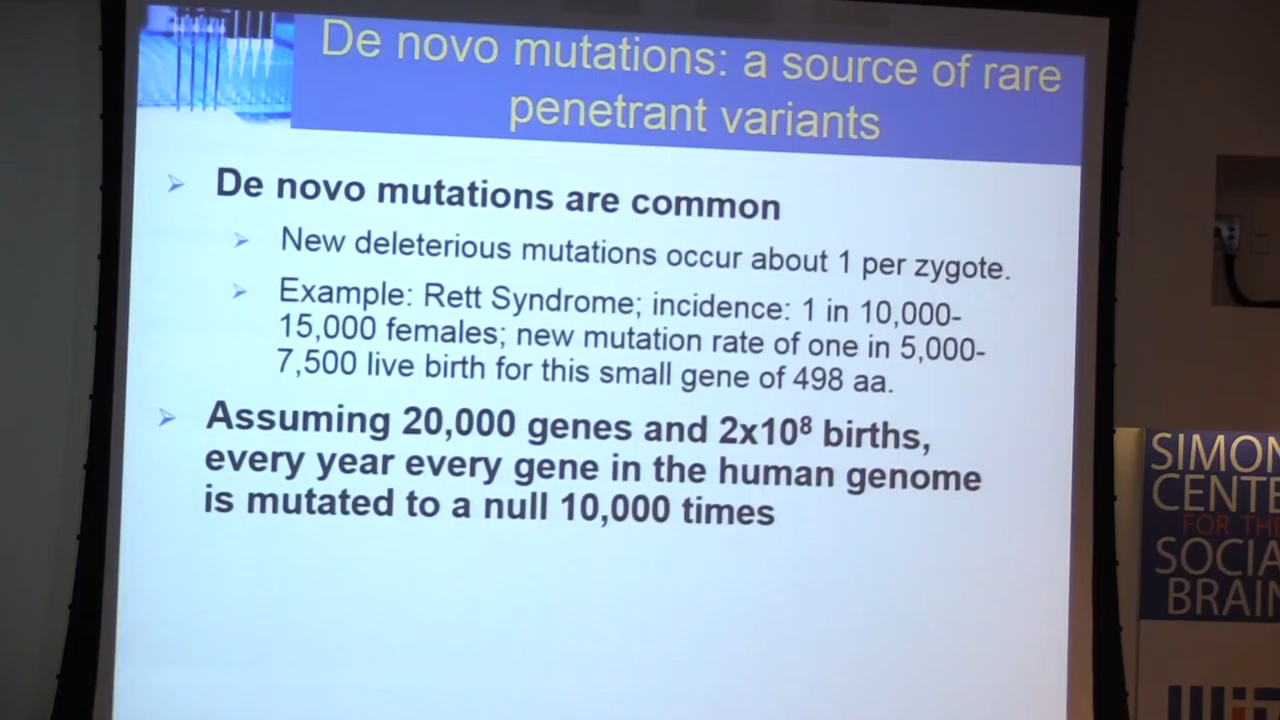 De novo mutations: a source of rare
penetrant variants
De novo mutations are common
New deleterious mutations occur about 1 per zygote.
Example: Rett Syndrome; incidence: 1 in 10,000-
15,000 females; new mutation rate of one in 5,000-
7,500 live birth for this small gene of 498 aa.
Assuming 20,000 genes and 2x10⁸ births,
every year every gene in the human genome
is mutated to a null 10,000 times
SIMON
CENTE
FOR TH
SOCIA
BRAI